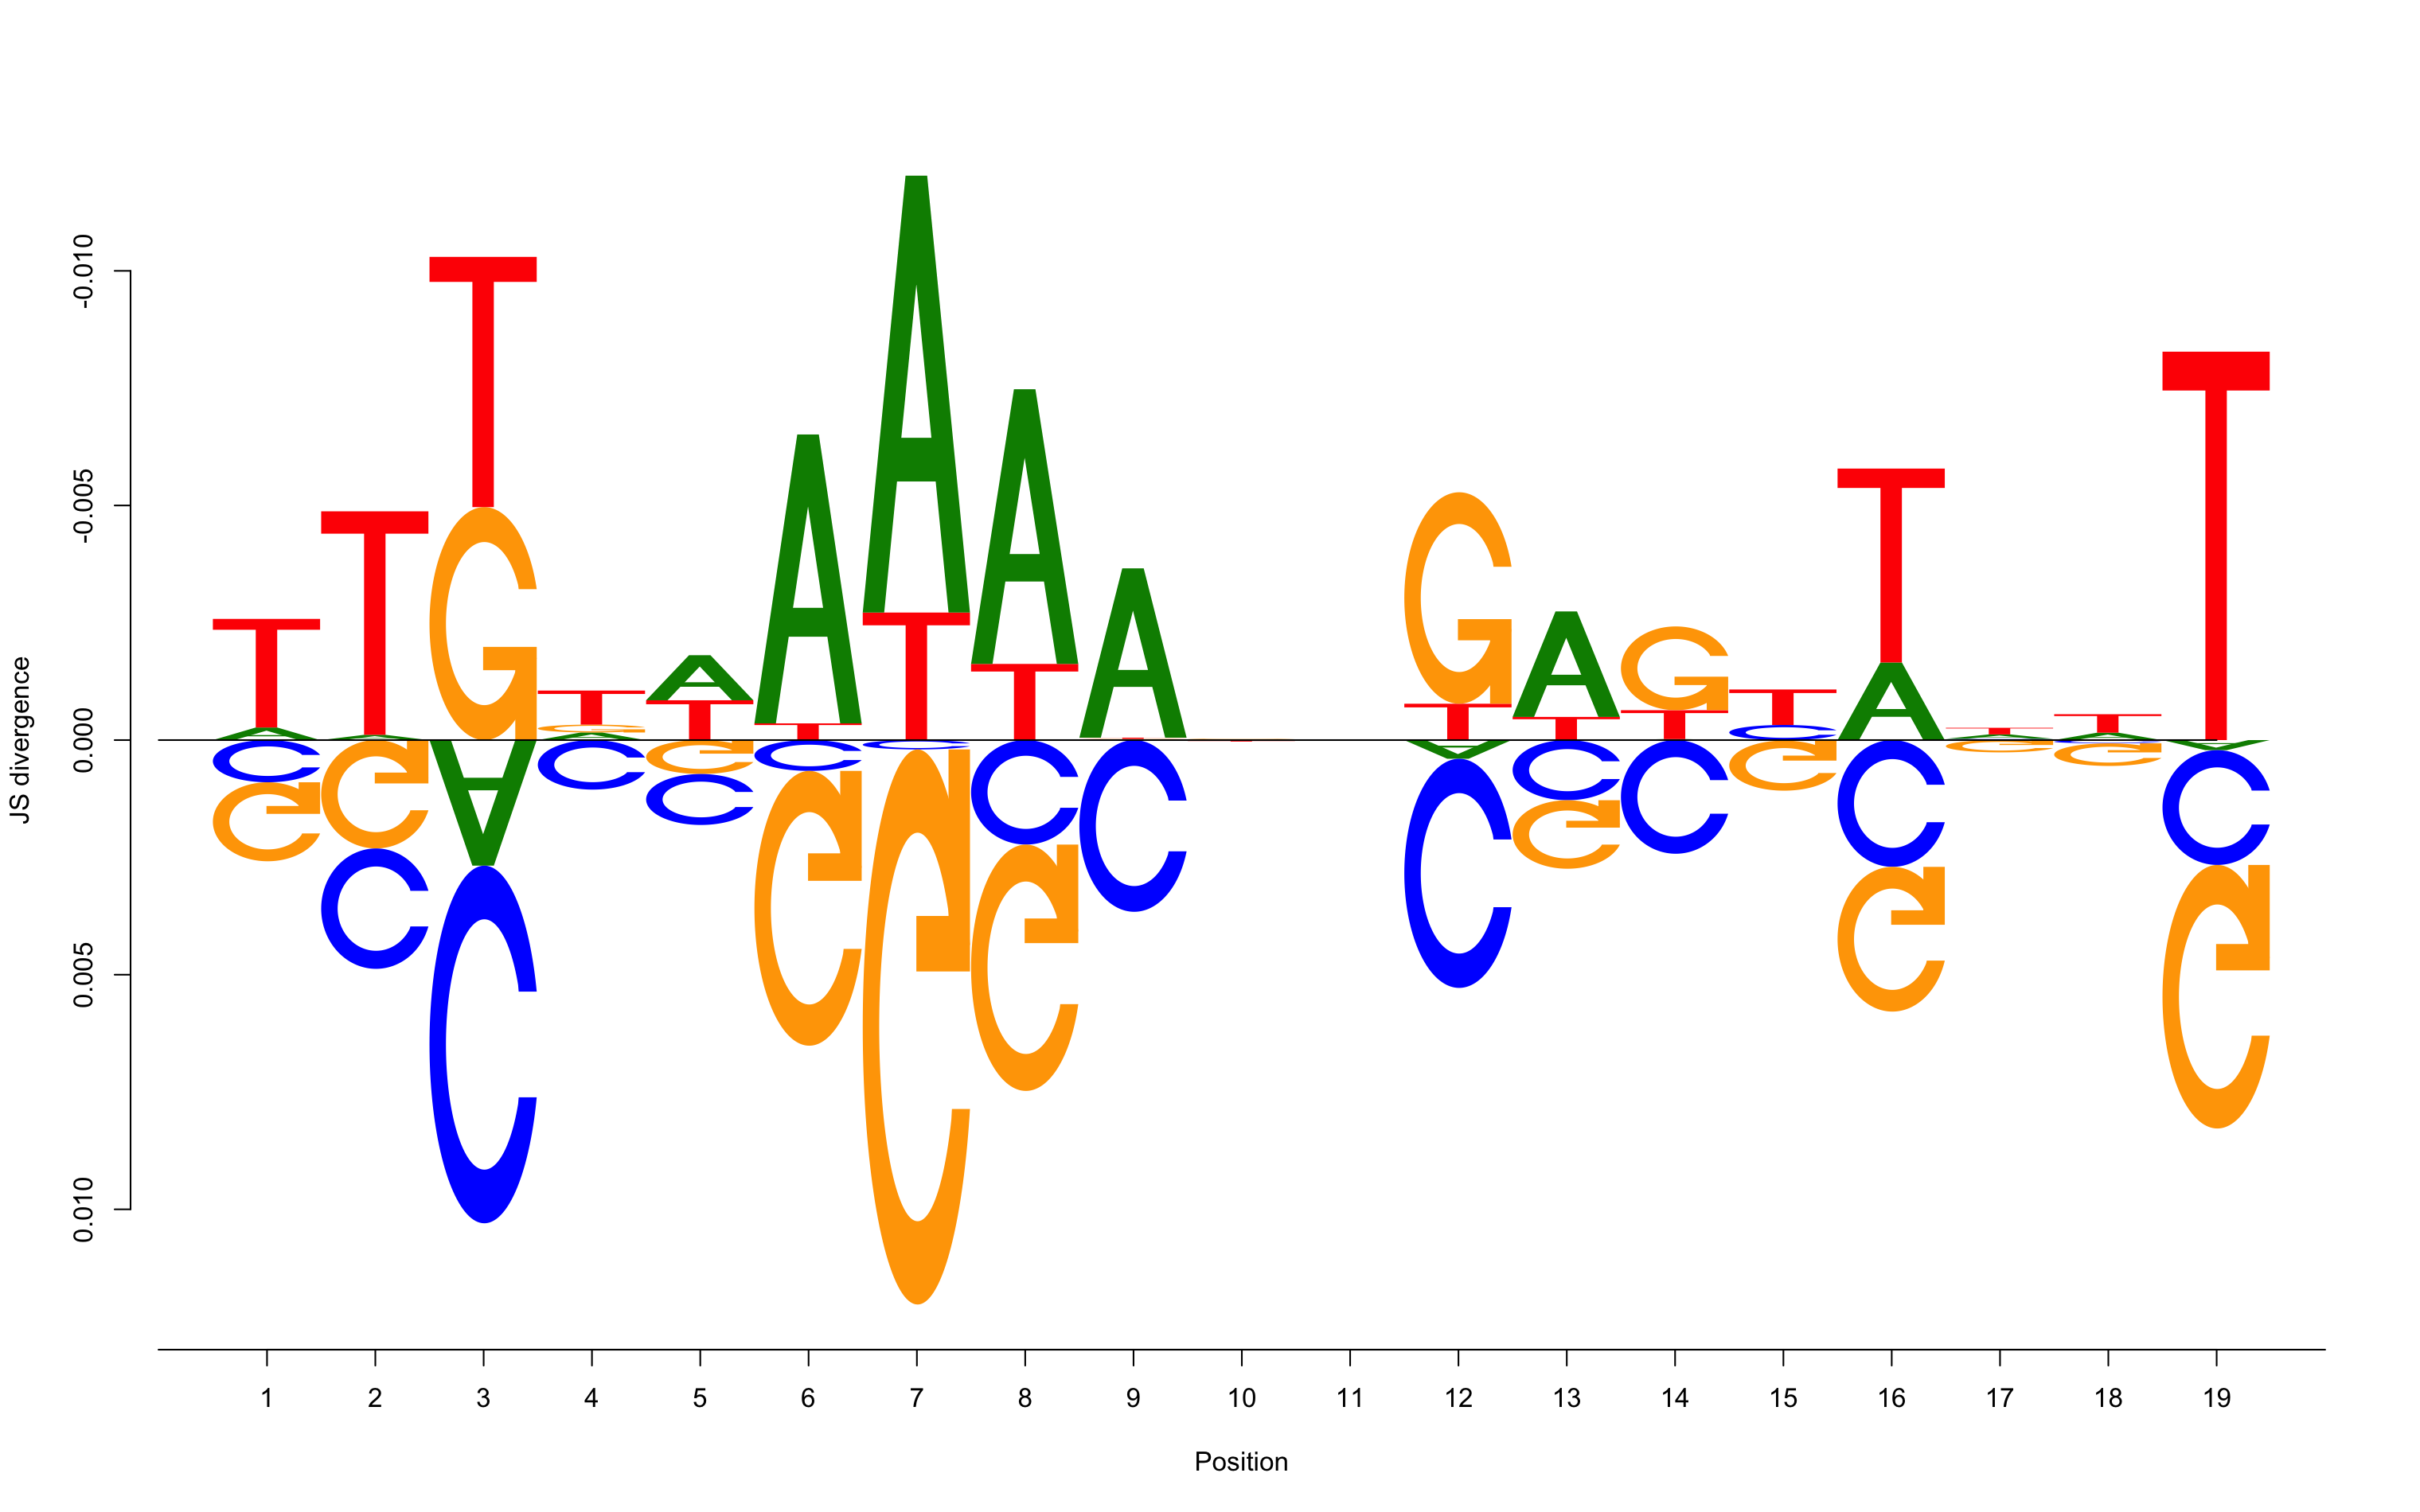 JS divergence
-0.010
-0.005
0.000
0.005
0.010
T A C G
T A G C
T G A C
T G A C
A T G C
A T C G
A T C G
A T C G
A T C
G T A C
A T C G
G T C
T C G
T A C G
T A G
T A C G
T A C G
1 2 3 4 5 6 7 8 9 10 11 12 13 14 15 16 17 18 19
Position